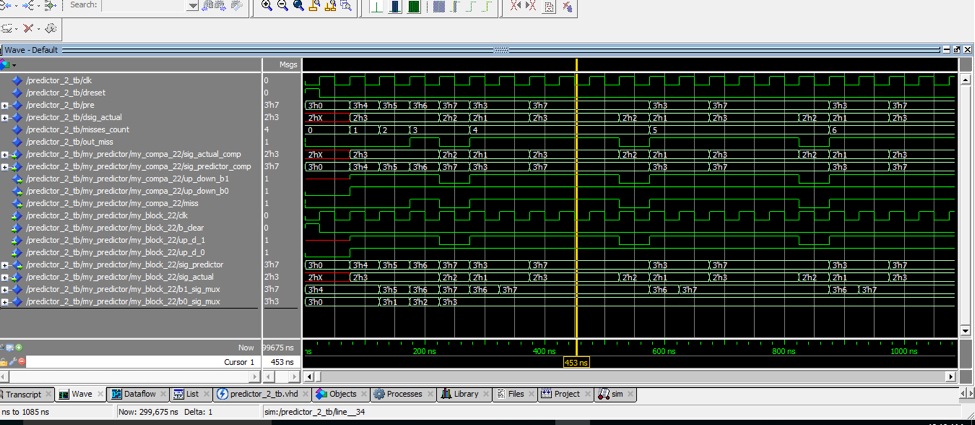 Search:
Wave - Default
Msgs
/predictor_2_tb/clk 0
/predictor_2_tb/dreset 0
/predictor_2_tb/pre 3'h7 3'h0 3'h4 3'h5 3'h6 3'h7 3'h3 3'h7 3'h3 3'h7 3'h3 3'h7
/predictor_2_tb/dsig_actual 2'h3 2'hX 2'h3 2'h2 2'h1 2'h3 2'h2 2'h1 2'h3 2'h2 2'h1 2'h3
/predictor_2_tb/misses_count 4 0 1 2 3 4 5 6
/predictor_2_tb/out_miss 1
/predictor_2_tb/my_predictor/my_compa_22/sig_actual_comp 2'h3 2'hX 2'h3 2'h2 2'h1 2'h3 2'h2 2'h1 2'h3 2'h2 2'h1 2'h3
/predictor_2_tb/my_predictor/my_compa_22/sig_predictor_comp 3'h7 3'h0 3'h4 3'h5 3'h6 3'h7 3'h3 3'h7 3'h3 3'h7 3'h3 3'h7
/predictor_2_tb/my_predictor/my_compa_22/up_down_b1 1
/predictor_2_tb/my_predictor/my_compa_22/up_down_b0 1
/predictor_2_tb/my_predictor/my_compa_22/miss 1
/predictor_2_tb/my_predictor/my_block_22/clk 0
/predictor_2_tb/my_predictor/my_block_22/b_clear 0
/predictor_2_tb/my_predictor/my_block_22/up_d_1 1
/predictor_2_tb/my_predictor/my_block_22/up_d_0 1
/predictor_2_tb/my_predictor/my_block_22/sig_predictor 3'h7 3'h0 3'h4 3'h5 3'h6 3'h7 3'h3 3'h7 3'h3 3'h7 3'h3 3'h7
/predictor_2_tb/my_predictor/my_block_22/sig_actual 2'h3 2'hX 2'h3 2'h2 2'h1 2'h3 2'h2 2'h1 2'h3 2'h2 2'h1 2'h3
/predictor_2_tb/my_predictor/my_block_22/b1_sig_mux 3'h7 3'h4 3'h5 3'h6 3'h7 3'h6 3'h7 3'h6 3'h7 3'h6 3'h7
/predictor_2_tb/my_predictor/my_block_22/b0_sig_mux 3'h3 3'h0 3'h1 3'h2 3'h3
Now 99675 ns ns 200 ns 400 ns 600 ns 800 ns 1000 ns
Cursor 1 453 ns 453 ns
Transcript Wave Dataflow List predictor_2_tb.vhd Objects Processes Library Files Project sim
ns to 1085 ns Now: 299,675 ns Delta: 1 sim:/predictor_2_tb/line__34